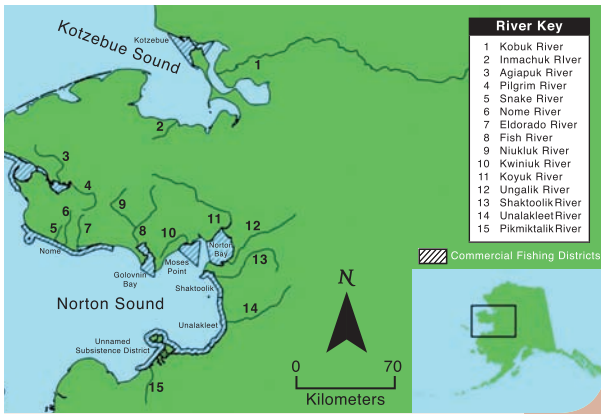 Kotzebue
Kotzebue Sound
1
2
3
4
9
6
5
7
8
10
11
12
13
14
15
Nome
Golovnin
Bay
Moses
Point
Norton
Bay
Shaktoolik
Norton Sound
Unalakleet
Unnamed
Subsistence District
N
0 70
Kilometers
River Key
1 Kobuk River
2 Inmachuk RIver
3 Agiapuk River
4 Pilgrim River
5 Snake River
6 Nome River
7 Eldorado River
8 Fish River
9 Niukluk River
10 Kwiniuk River
11 Koyuk River
12 Ungalik River
13 Shaktoolik River
14 Unalakleet River
15 Pikmiktalik River
Commercial Fishing Districts